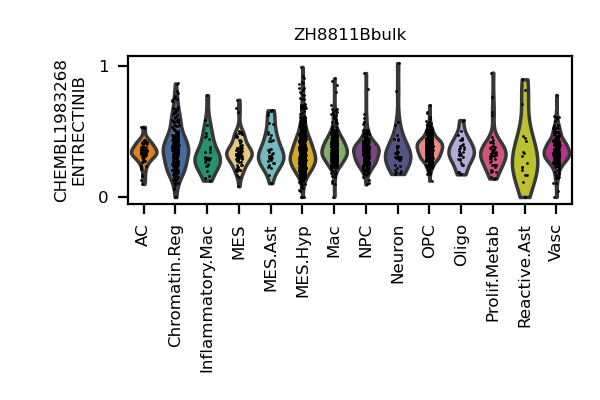 ZH8811Bbulk
CHEMBL1983268
ENTRECTINIB
1
0
AC
Chromatin.Reg
Inflammatory.Mac
MES
MES.Ast
MES.Hyp
Mac
NPC
Neuron
OPC
Oligo
Prolif.Metab
Reactive.Ast
Vasc